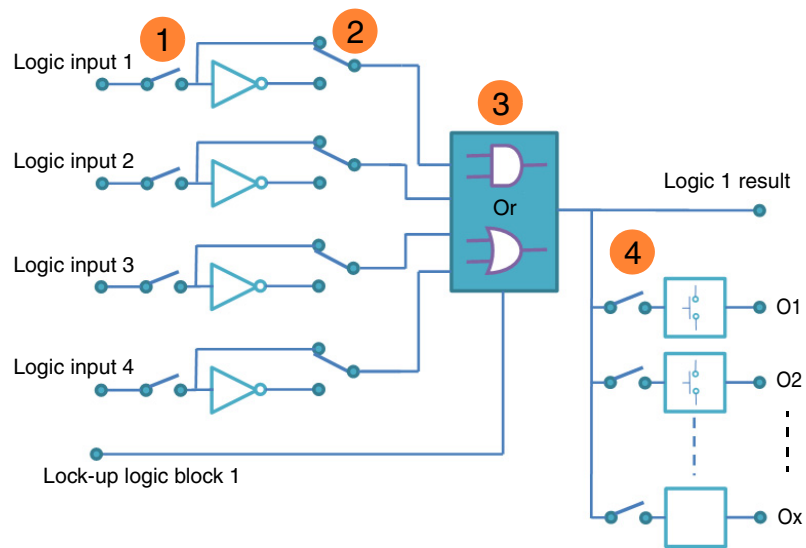 1
2
Logic input 1
3
Logic input 2
Logic 1 result
Or
4
Logic input 3
O1
Logic input 4
O2
Lock-up logic block 1
Ox